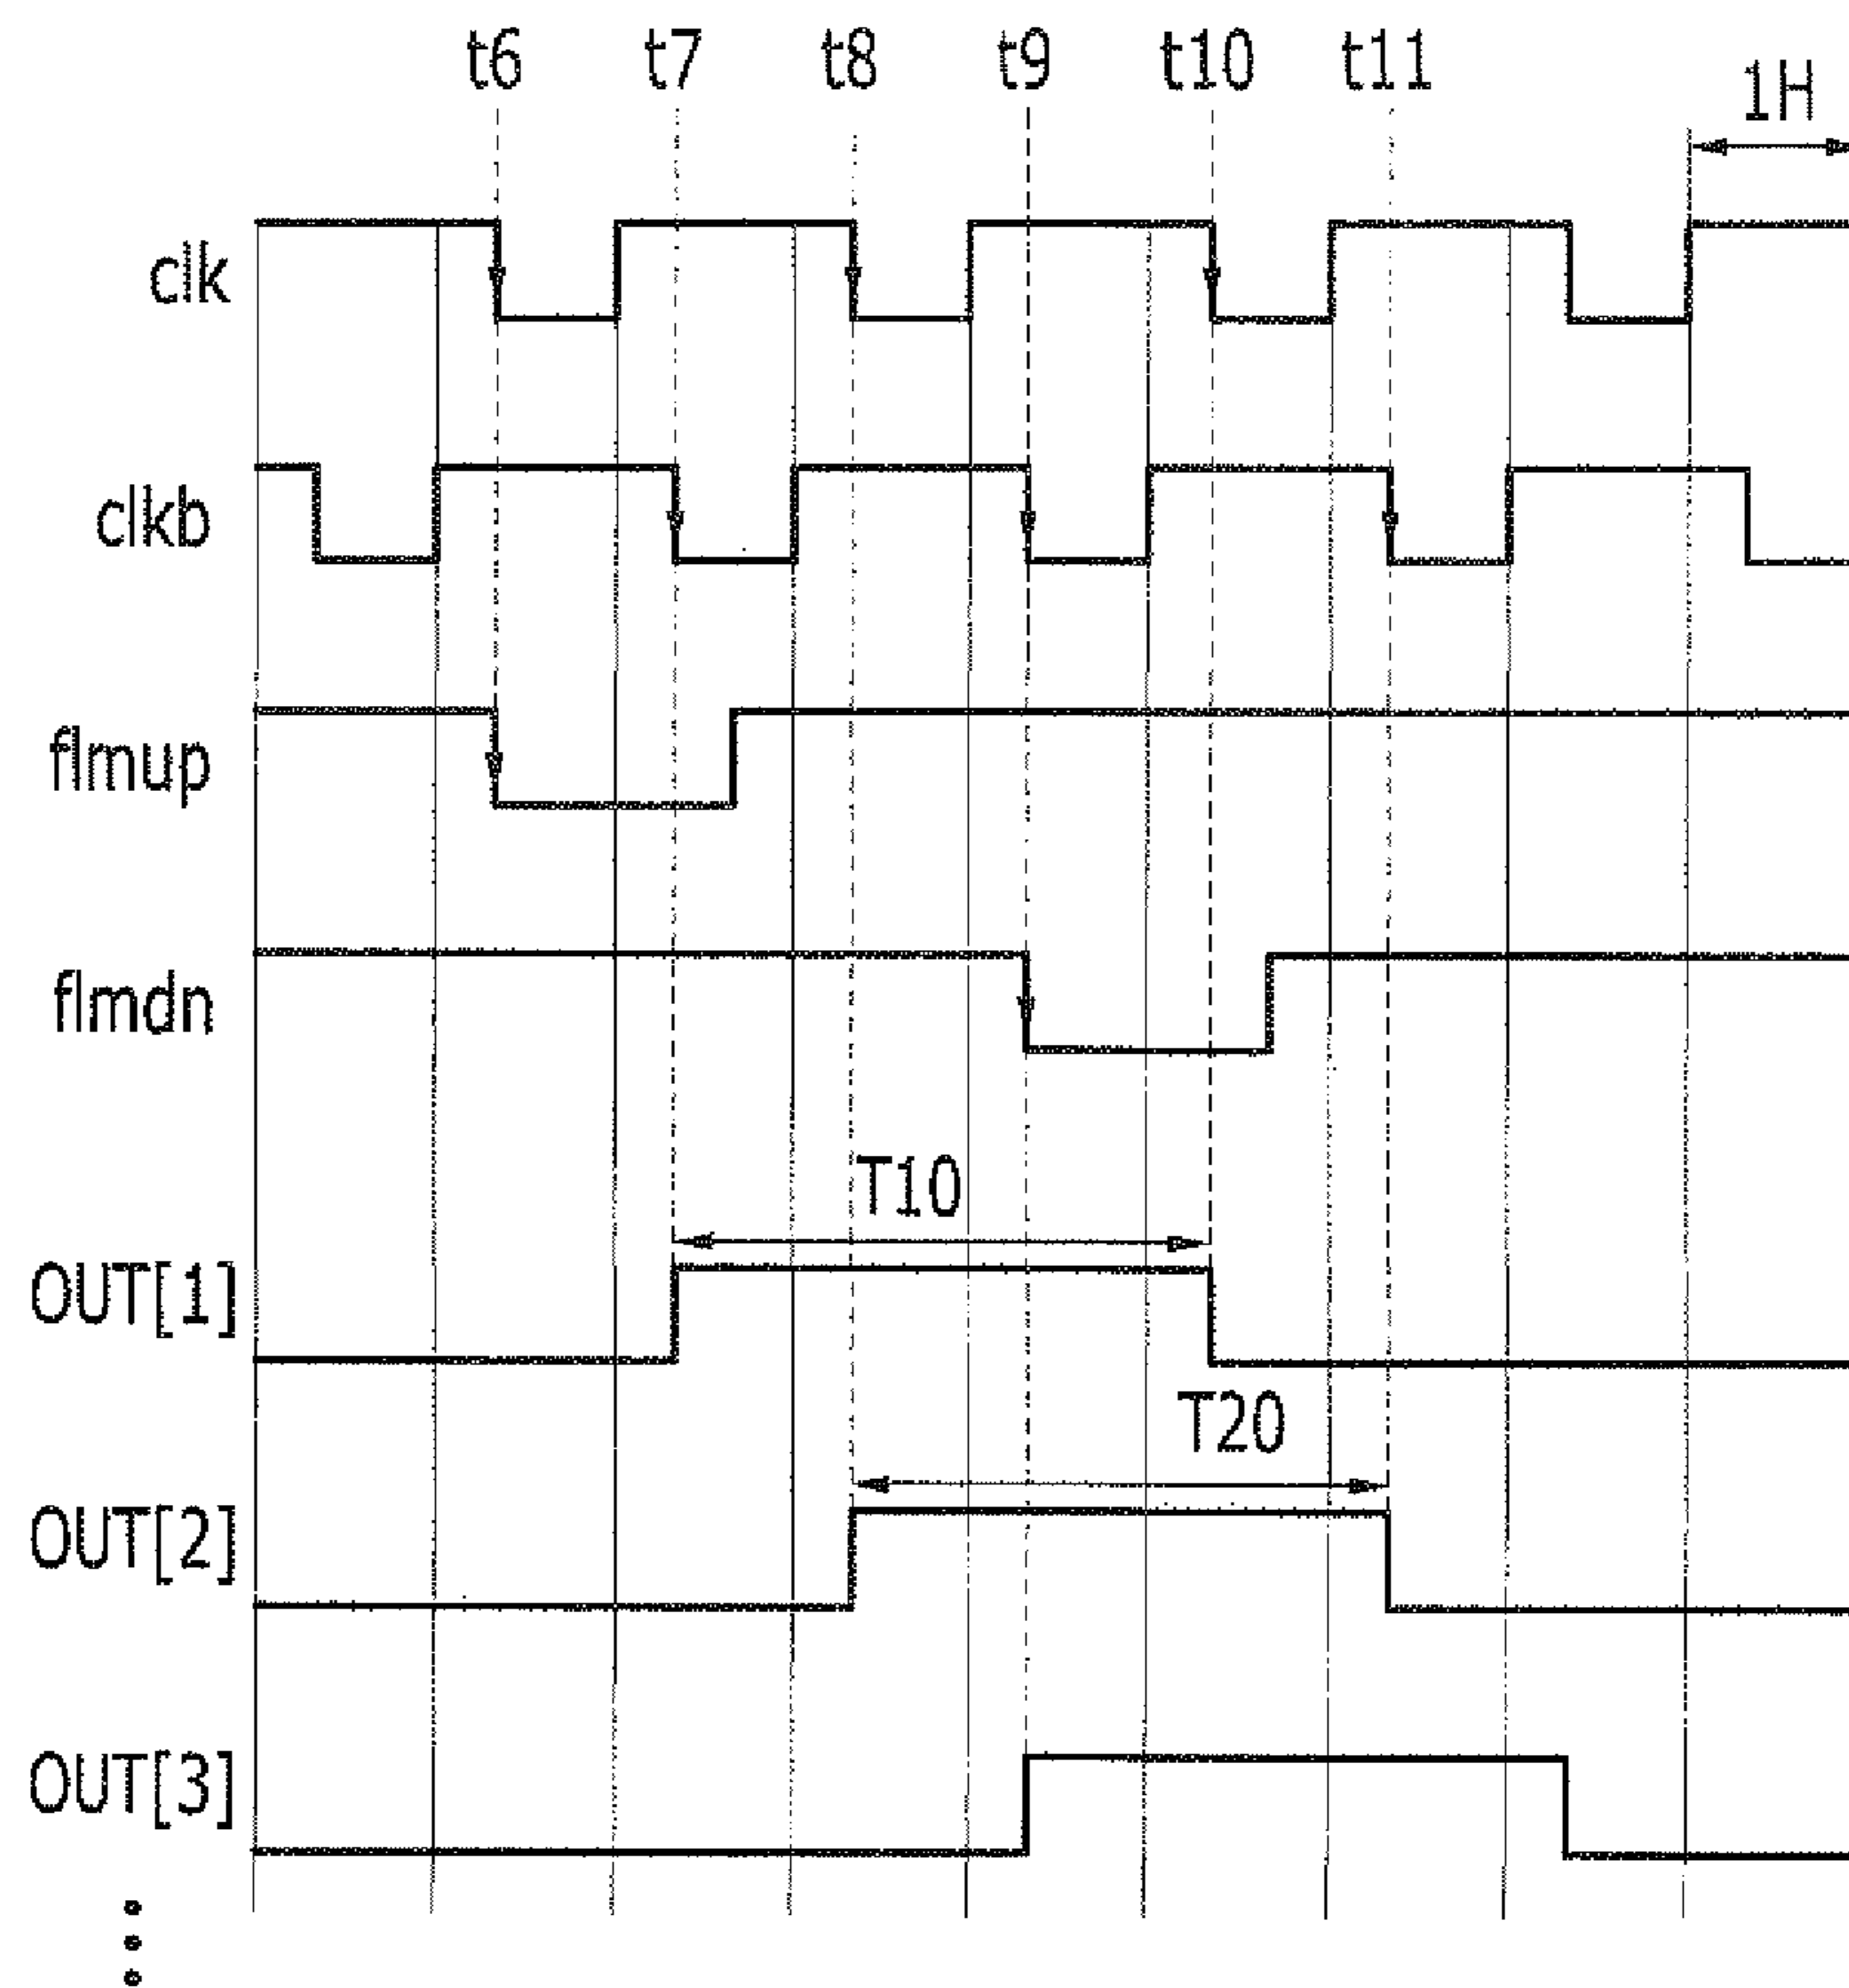 t6 t7 t8 t9 t10 t11
1H
clk
clkb
flmup
flmdn
T10
OUT[1]
T20
OUT[2]
OUT[3]